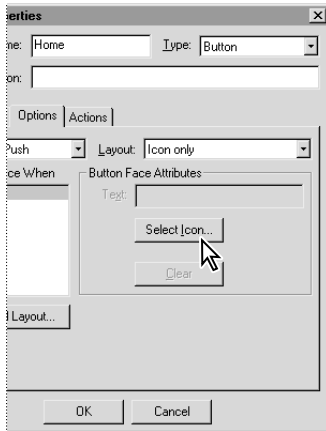 erties
me: Home Type: Button
on:
Options Actions
Push Layout: Icon only
ce When Button Face Attributes
Text:
Select Icon...
Clear
Layout...
OK Cancel